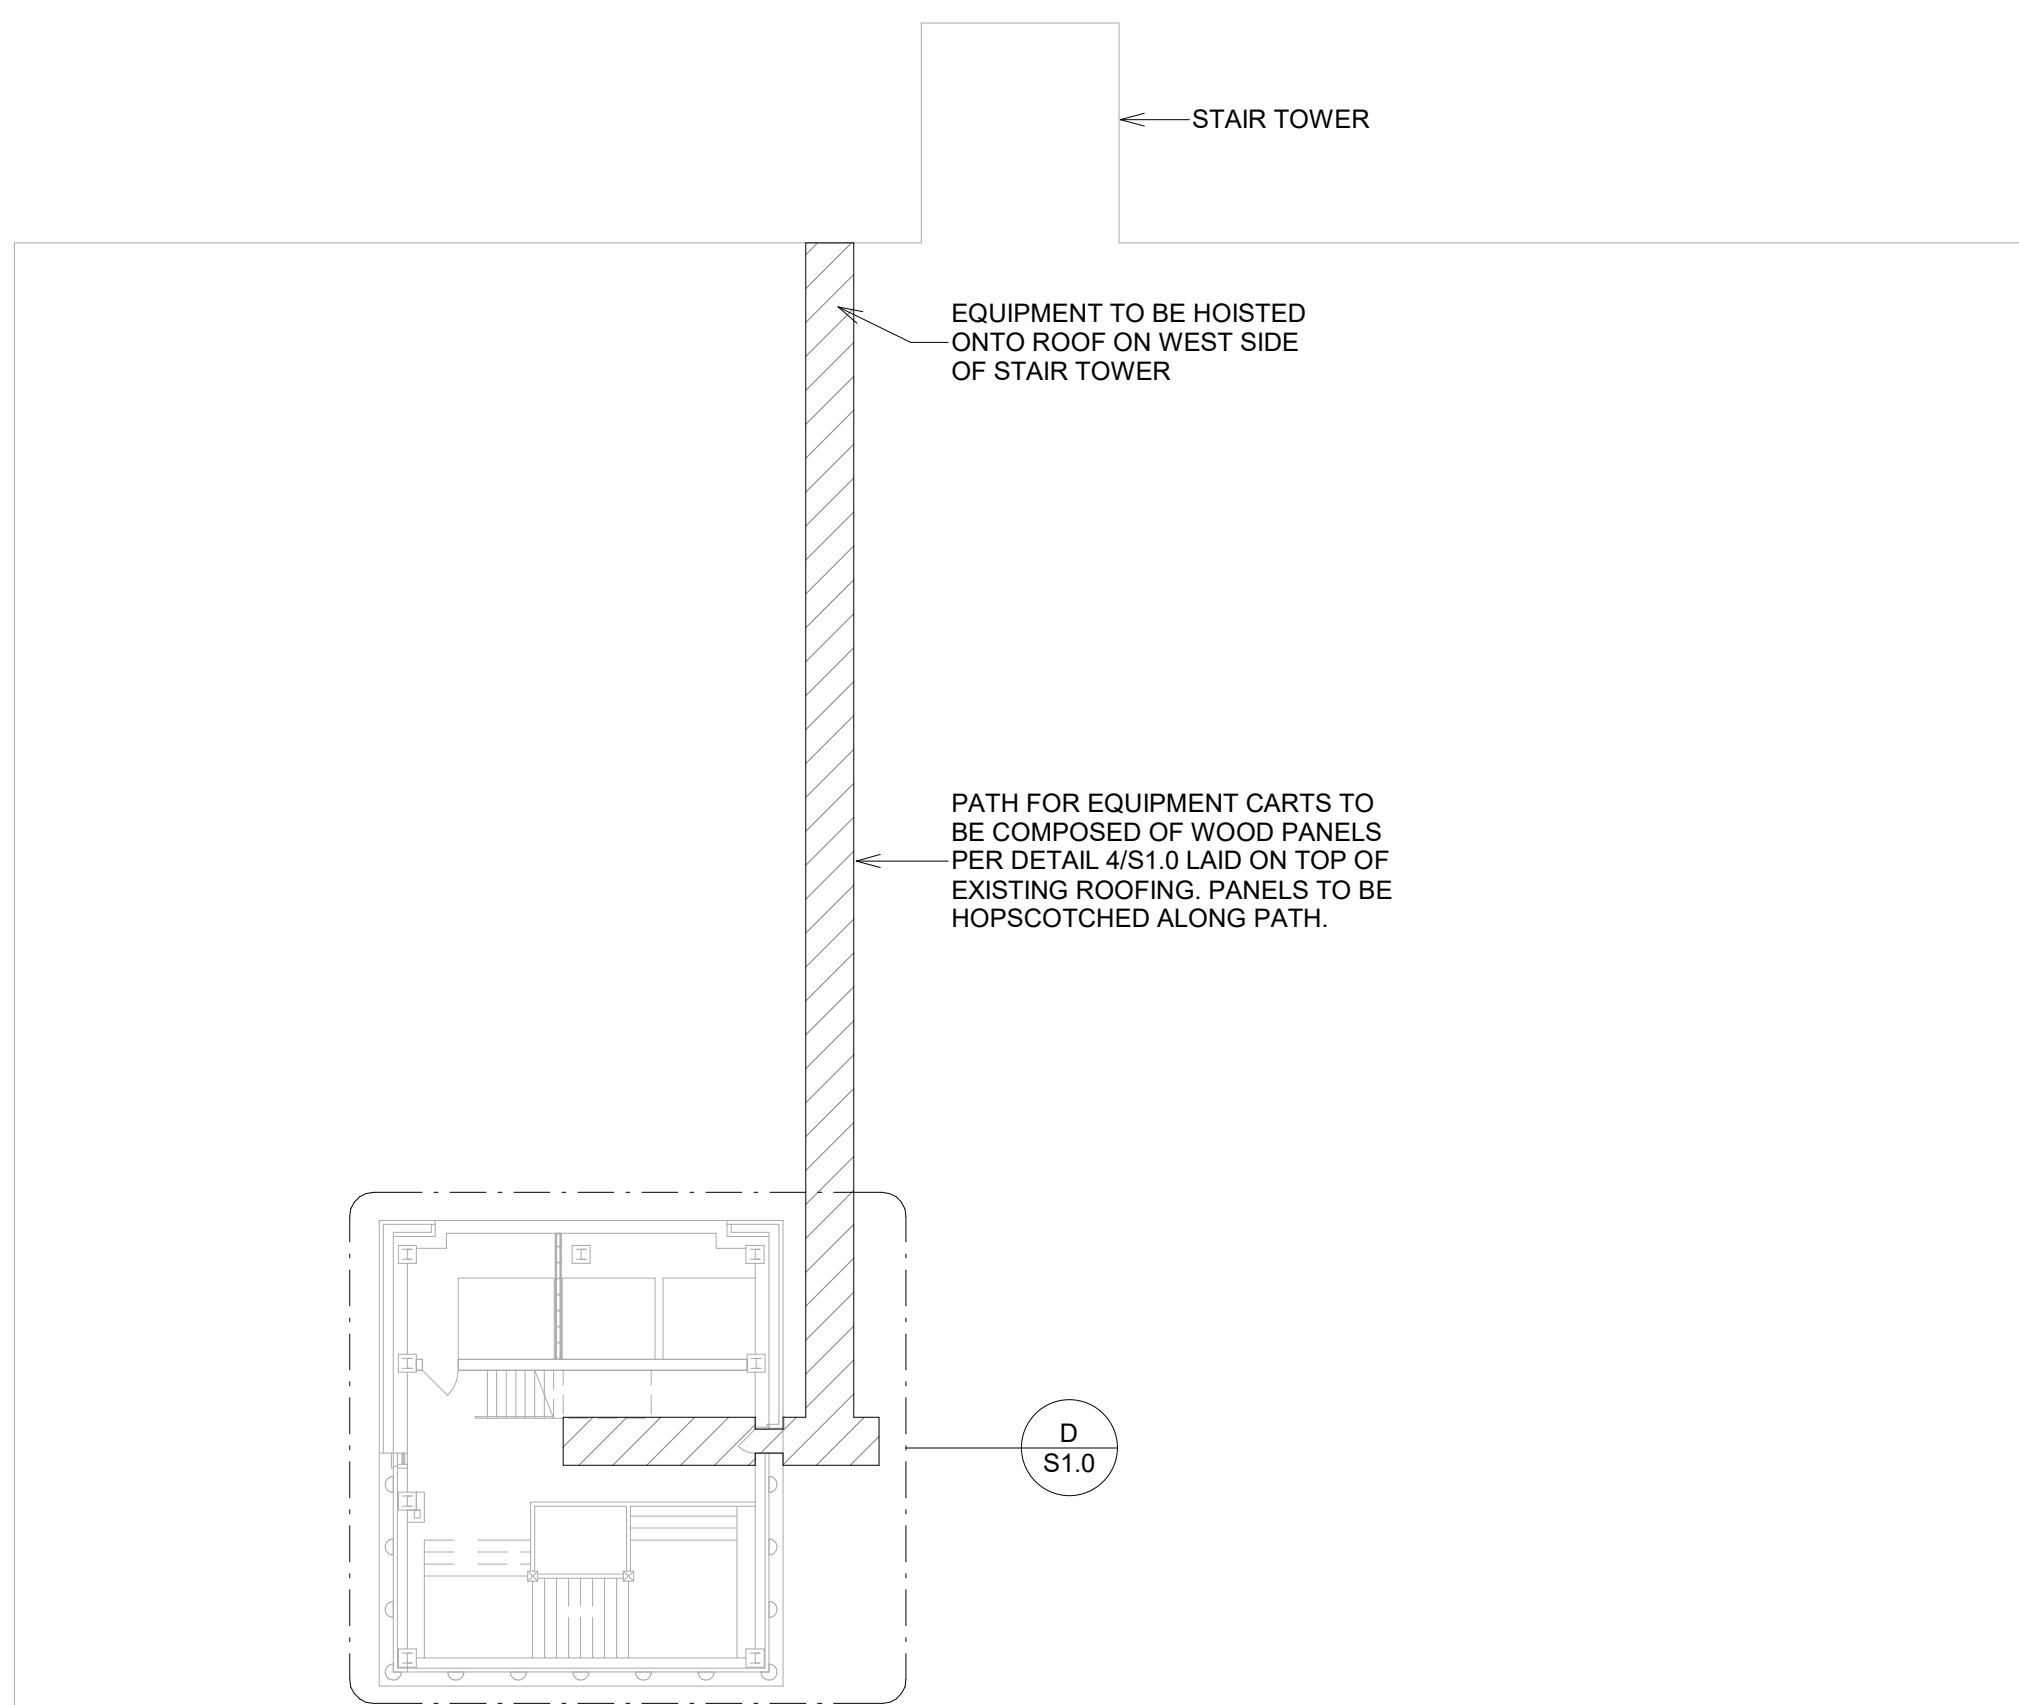 STAIR TOWER
EQUIPMENT TO BE HOISTED
ONTO ROOF ON WEST SIDE
OF STAIR TOWER
PATH FOR EQUIPMENT CARTS TO
BE COMPOSED OF WOOD PANELS
PER DETAIL 4/S1.0 LAID ON TOP OF
EXISTING ROOFING. PANELS TO BE
HOPSCOTCHED ALONG PATH.
D
S1.0